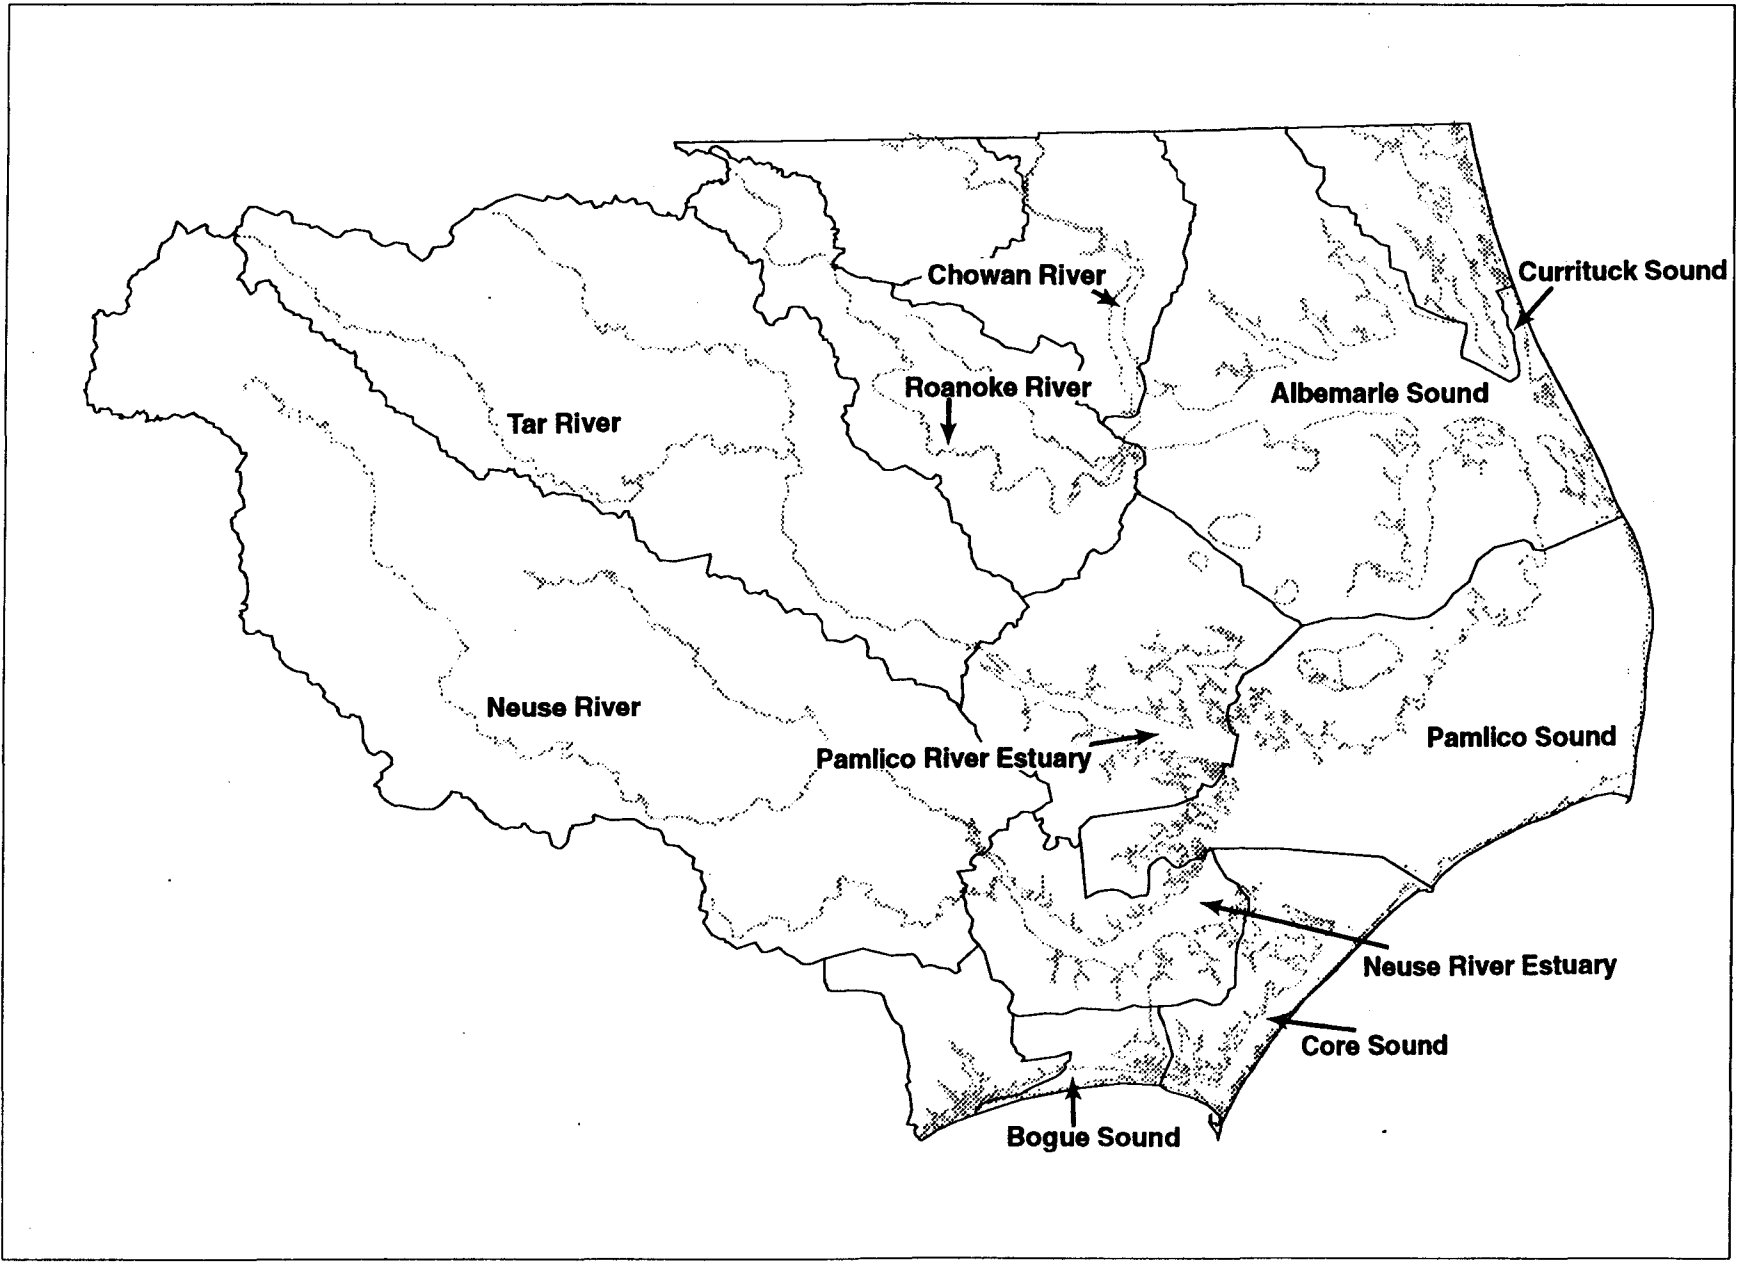 Chowan River
Currituck Sound
Roanoke River
Albemarle Sound
Tar River
Neuse River
Pamlico Sound
Pamlico River Estuary
Neuse River Estuary
Core Sound
Bogue Sound